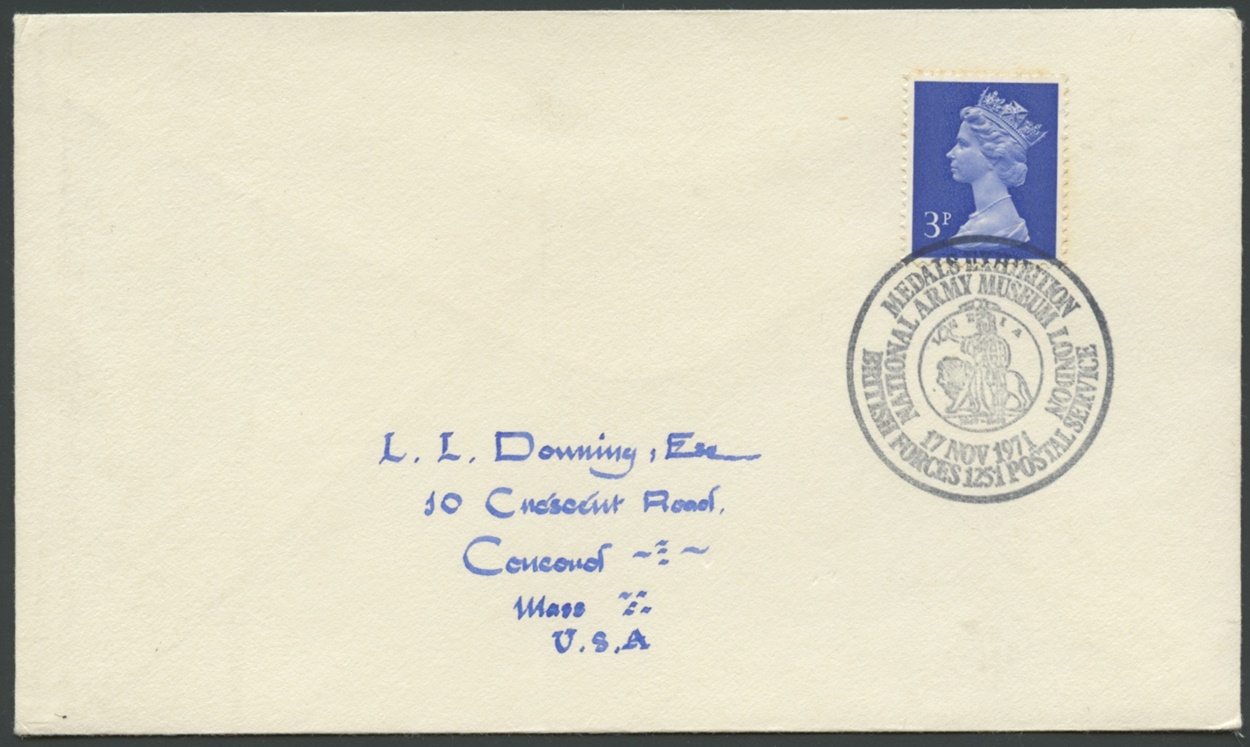 3P
MEDALS EXHIBITION
NATIONAL ARMY MUSEUM LONDON
17 NOV 1971
BRITISH FORCES 1251 POSTAL SERVICE
L. L. Downing, Esc
10 Crescent Road.
Concord
Mass
U.S.A